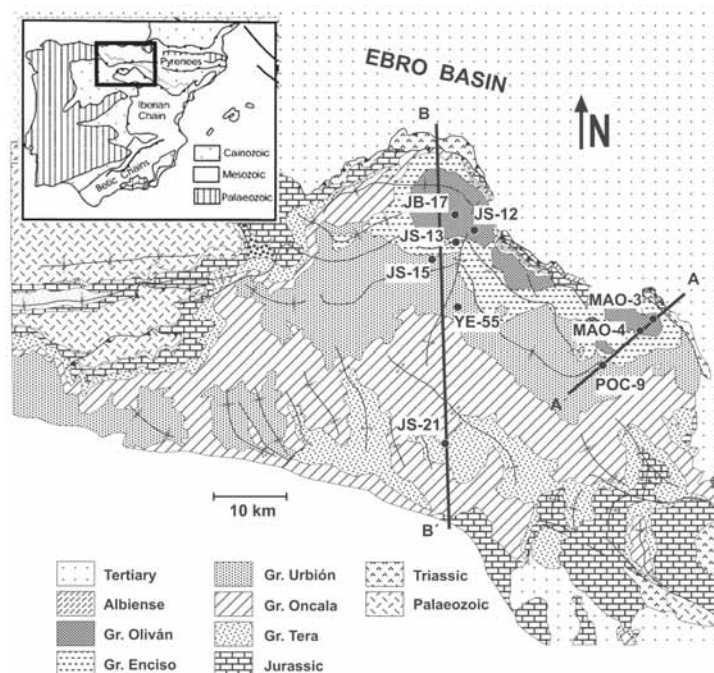 Pyrenees
Iberian
Chain
Betic Chains
Cainozoic
Mesozoic
Palaeozoic
EBRO BASIN
N
B
JB-17
JS-12
JS-13
JS-15
YE-55
A
MAO-3
MAO-4
POC-9
A
JS-21
B´
10 km
Tertiary
Albiense
Gr. Oliván
Gr. Enciso
Gr. Urbión
Gr. Oncala
Gr. Tera
Jurassic
Triassic
Palaeozoic